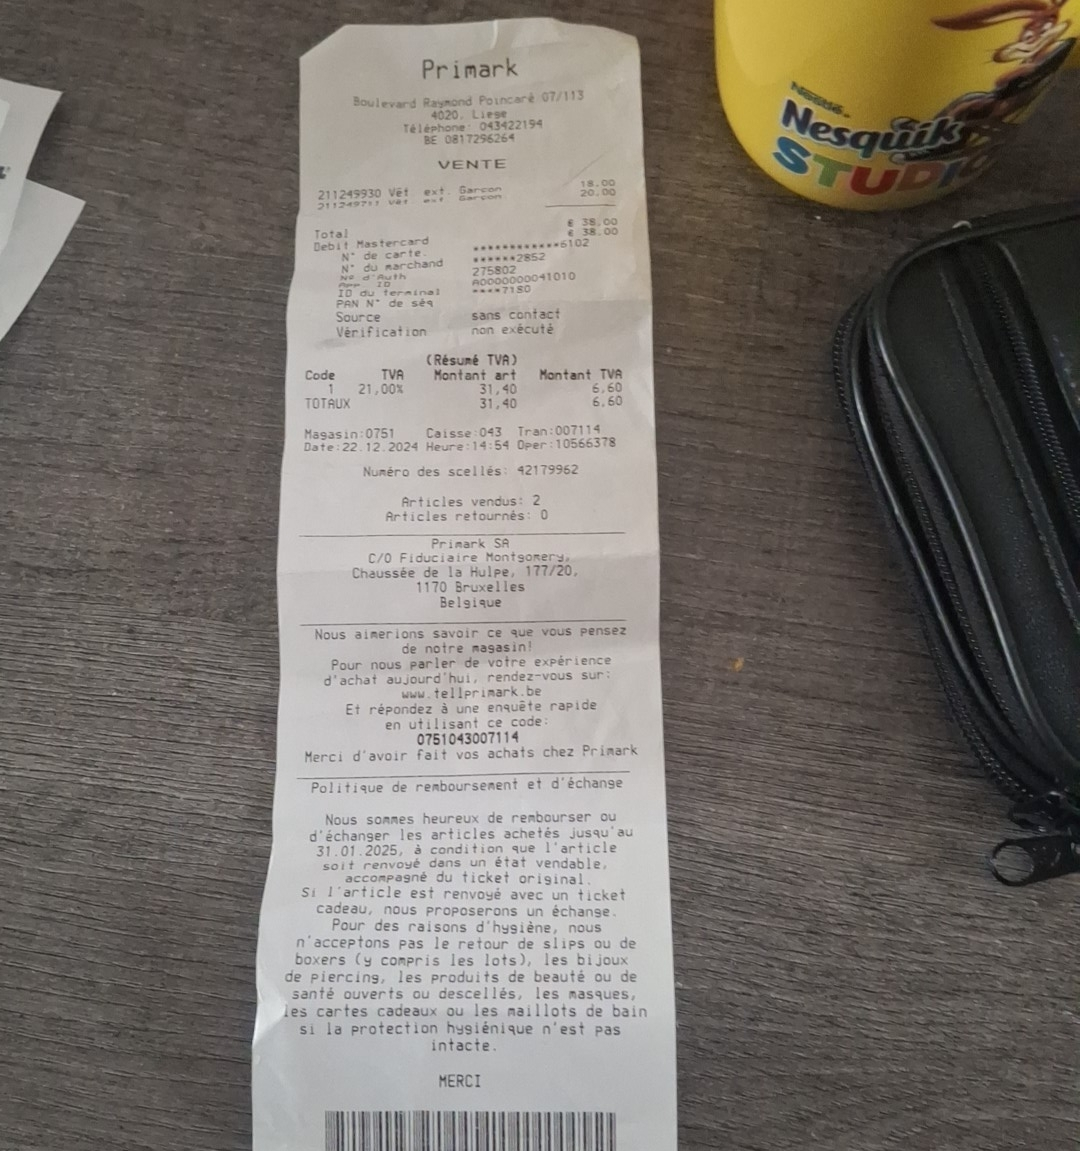 Primark
Boulevard Raymond Poincaré 07/113
4020, Liege
Téléphone: 043422194
BE 0817296264
VENTE
211249930 Vêt ext. Garcon 18.00
211249711 Vêt ext Garcon 20.00
Total € 38,00
Debit Mastercard € 38.00
N° de carte. ************6102
N° du marchand ******2852
No d'Auth 275802
App. ID A0000000041010
ID du terminal ****7180
PAN N° de séq
Source sans contact
Vérification non exécuté
(Résumé TVA)
Code TVA Montant art Montant TVA
1 21,00% 31,40 6,60
TOTAUX 31,40 6,60
Magasin:0751 Caisse:043 Tran:007114
Date:22.12.2024 Heure:14:54 Oper:10566378
Numéro des scellés: 42179962
Articles vendus: 2
Articles retournés: 0
Primark SA
C/O Fiduciaire Montgomery,
Chaussée de la Hulpe, 177/20,
1170 Bruxelles
Belgique
Nous aimerions savoir ce que vous pensez
de notre magasin!
Pour nous parler de votre expérience
d'achat aujourd'hui, rendez-vous sur:
www.tellprimark.be
Et répondez à une enquête rapide
en utilisant ce code:
0751043007114
Merci d'avoir fait vos achats chez Primark
Politique de remboursement et d'échange
Nous sommes heureux de rembourser ou
d'échanger les articles achetés jusqu'au
31.01.2025, à condition que l'article
soit renvoyé dans un état vendable,
accompagné du ticket original.
Si l'article est renvoyé avec un ticket
cadeau, nous proposerons un échange.
Pour des raisons d'hygiène, nous
n'acceptons pas le retour de slips ou de
boxers (y compris les lots), les bijoux
de piercing, les produits de beauté ou de
santé ouverts ou descellés, les masques,
les cartes cadeaux ou les maillots de bain
si la protection hygiénique n'est pas
intacte.
MERCI
Nestlé
Nesquik
STUDIO